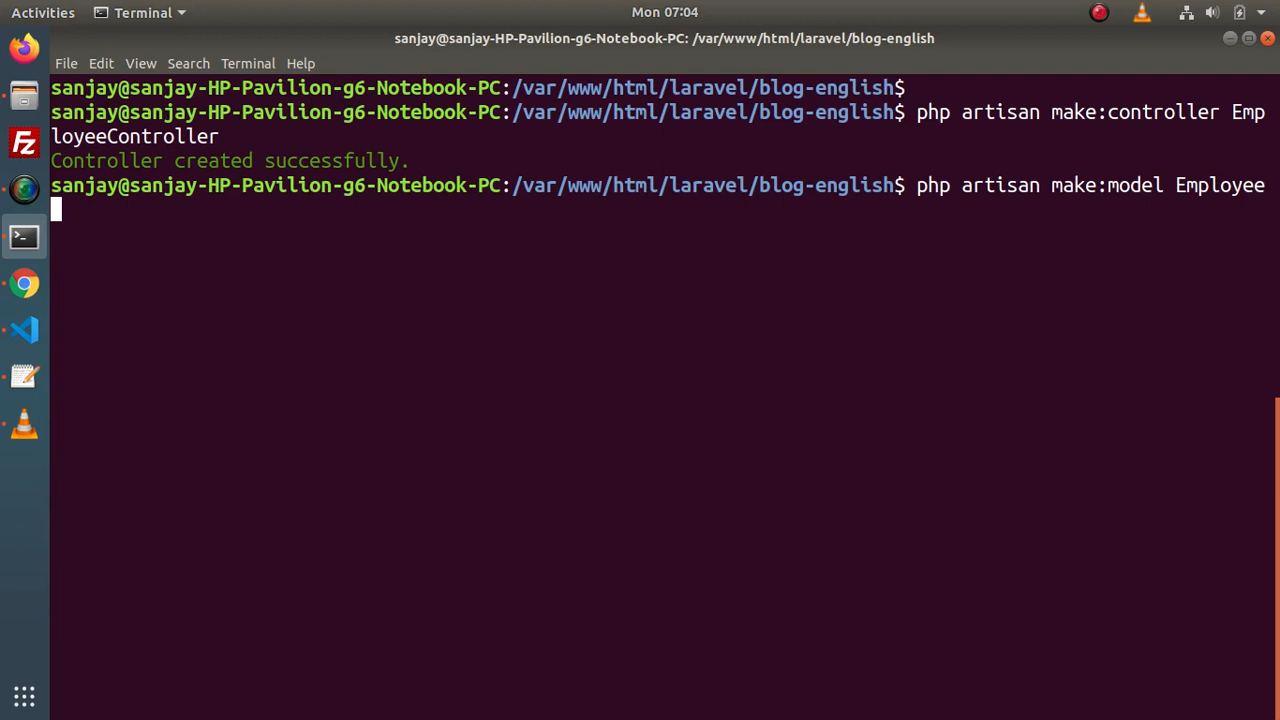 Activities Terminal Mon 07:04
sanjay@sanjay-HP-Pavilion-g6-Notebook-PC: /var/www/html/laravel/blog-english
File Edit View Search Terminal Help
sanjay@sanjay-HP-Pavilion-g6-Notebook-PC:/var/www/html/laravel/blog-english$
sanjay@sanjay-HP-Pavilion-g6-Notebook-PC:/var/www/html/laravel/blog-english$ php artisan make:controller Emp
loyeeController
Controller created successfully.
sanjay@sanjay-HP-Pavilion-g6-Notebook-PC:/var/www/html/laravel/blog-english$ php artisan make:model Employee